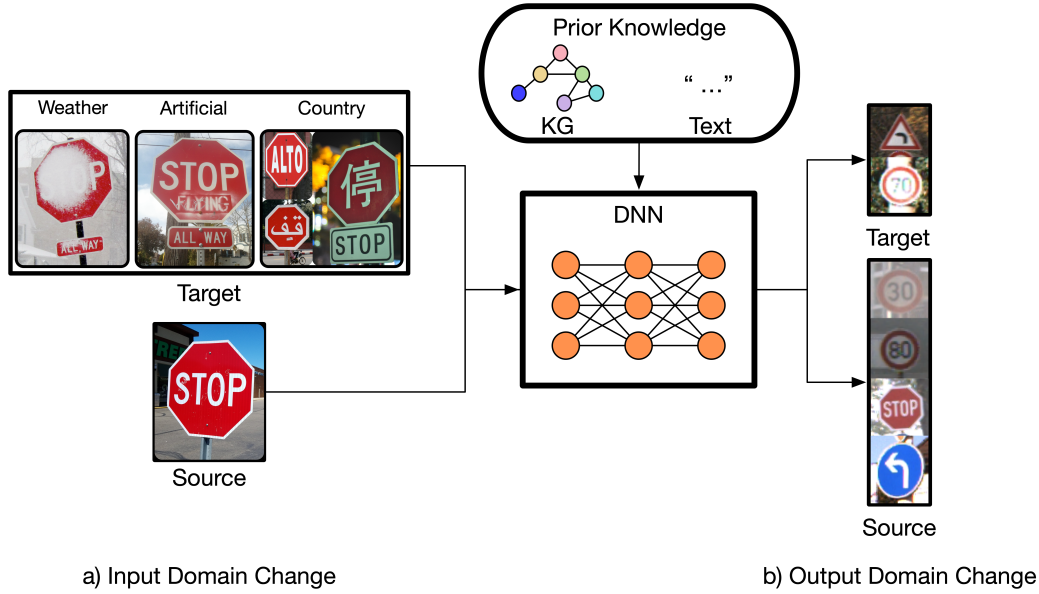 Prior Knowledge
“ ... ”
KG
Text
Weather
Artificial
Country
STOP
ALL WAY
STOP
FLYING
ALL WAY
ALTO
قف
停
STOP
Target
STOP
Source
DNN
70
Target
30
80
STOP
Source
a) Input Domain Change
b) Output Domain Change